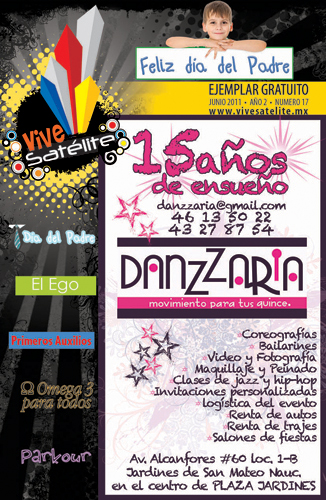 Feliz día del Padre
EJEMPLAR GRATUITO
JUNIO 2011 • AÑO 2 • NUMERO 17
www.vivesatelite.mx
Vive
Satélite
15 años
de ensueño
danzzaria@gmail.com
46 13 50 22
43 27 87 54
DANZZARIA
movimiento para tus quince.
Día del Padre
El Ego
Primeros Auxilios
Omega 3
para todos
Parkour
Coreografías
Bailarines
Video y Fotografía
Maquillaje y Peinado
Clases de jazz y hip-hop
Invitaciones personalizadas
logística del evento
Renta de autos
Renta de trajes
Salones de fiestas
Av. Alcanfores #60 Loc. 1-B
Jardines de San Mateo Nauc.
en el centro de PLAZA JARDINES